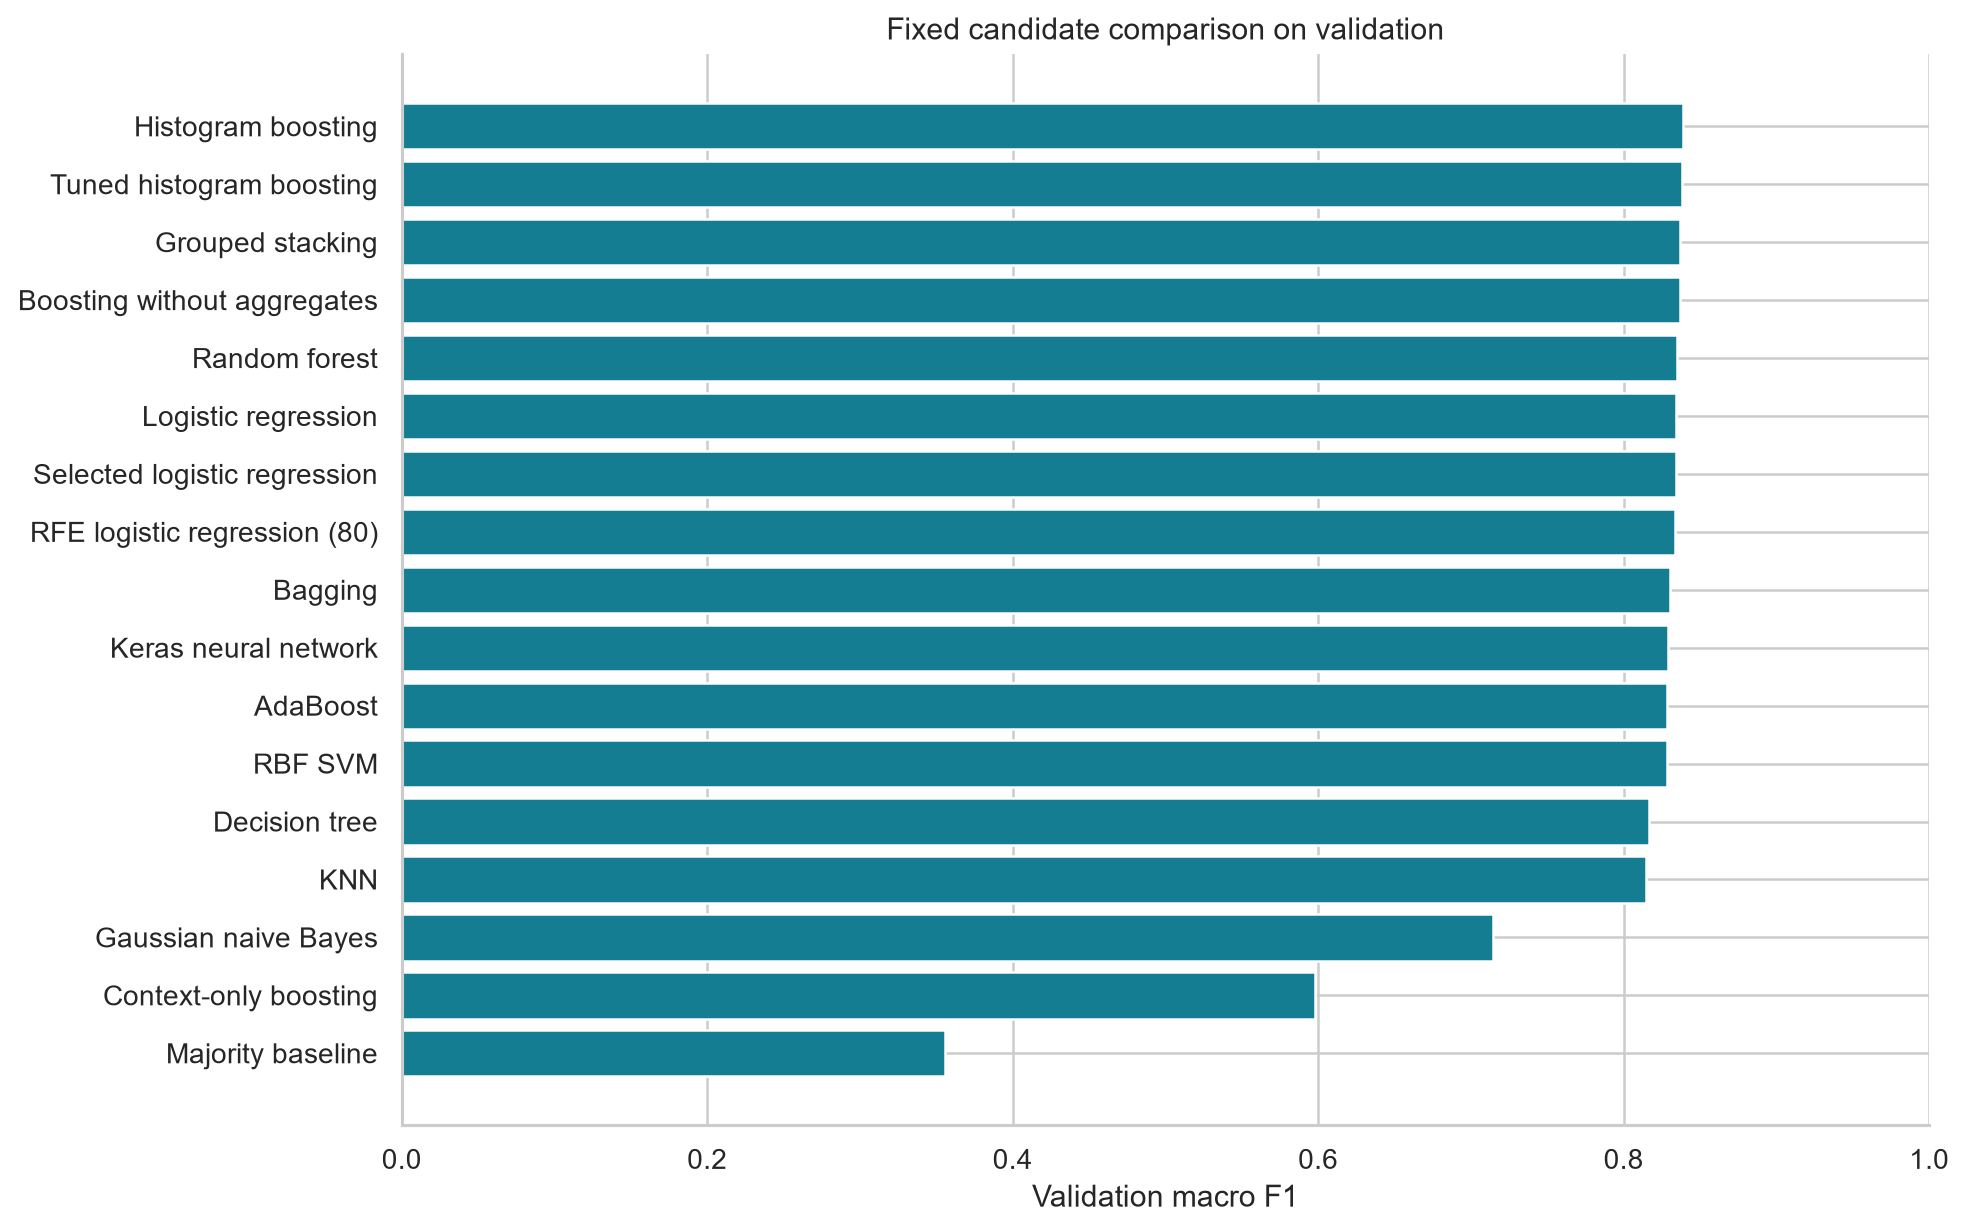 Fixed candidate comparison on validation
Histogram boosting
Tuned histogram boosting
Grouped stacking
Boosting without aggregates
Random forest
Logistic regression
Selected logistic regression
RFE logistic regression (80)
Bagging
Keras neural network
AdaBoost
RBF SVM
Decision tree
KNN
Gaussian naive Bayes
Context-only boosting
Majority baseline
0.0 0.2 0.4 0.6 0.8 1.0
Validation macro F1